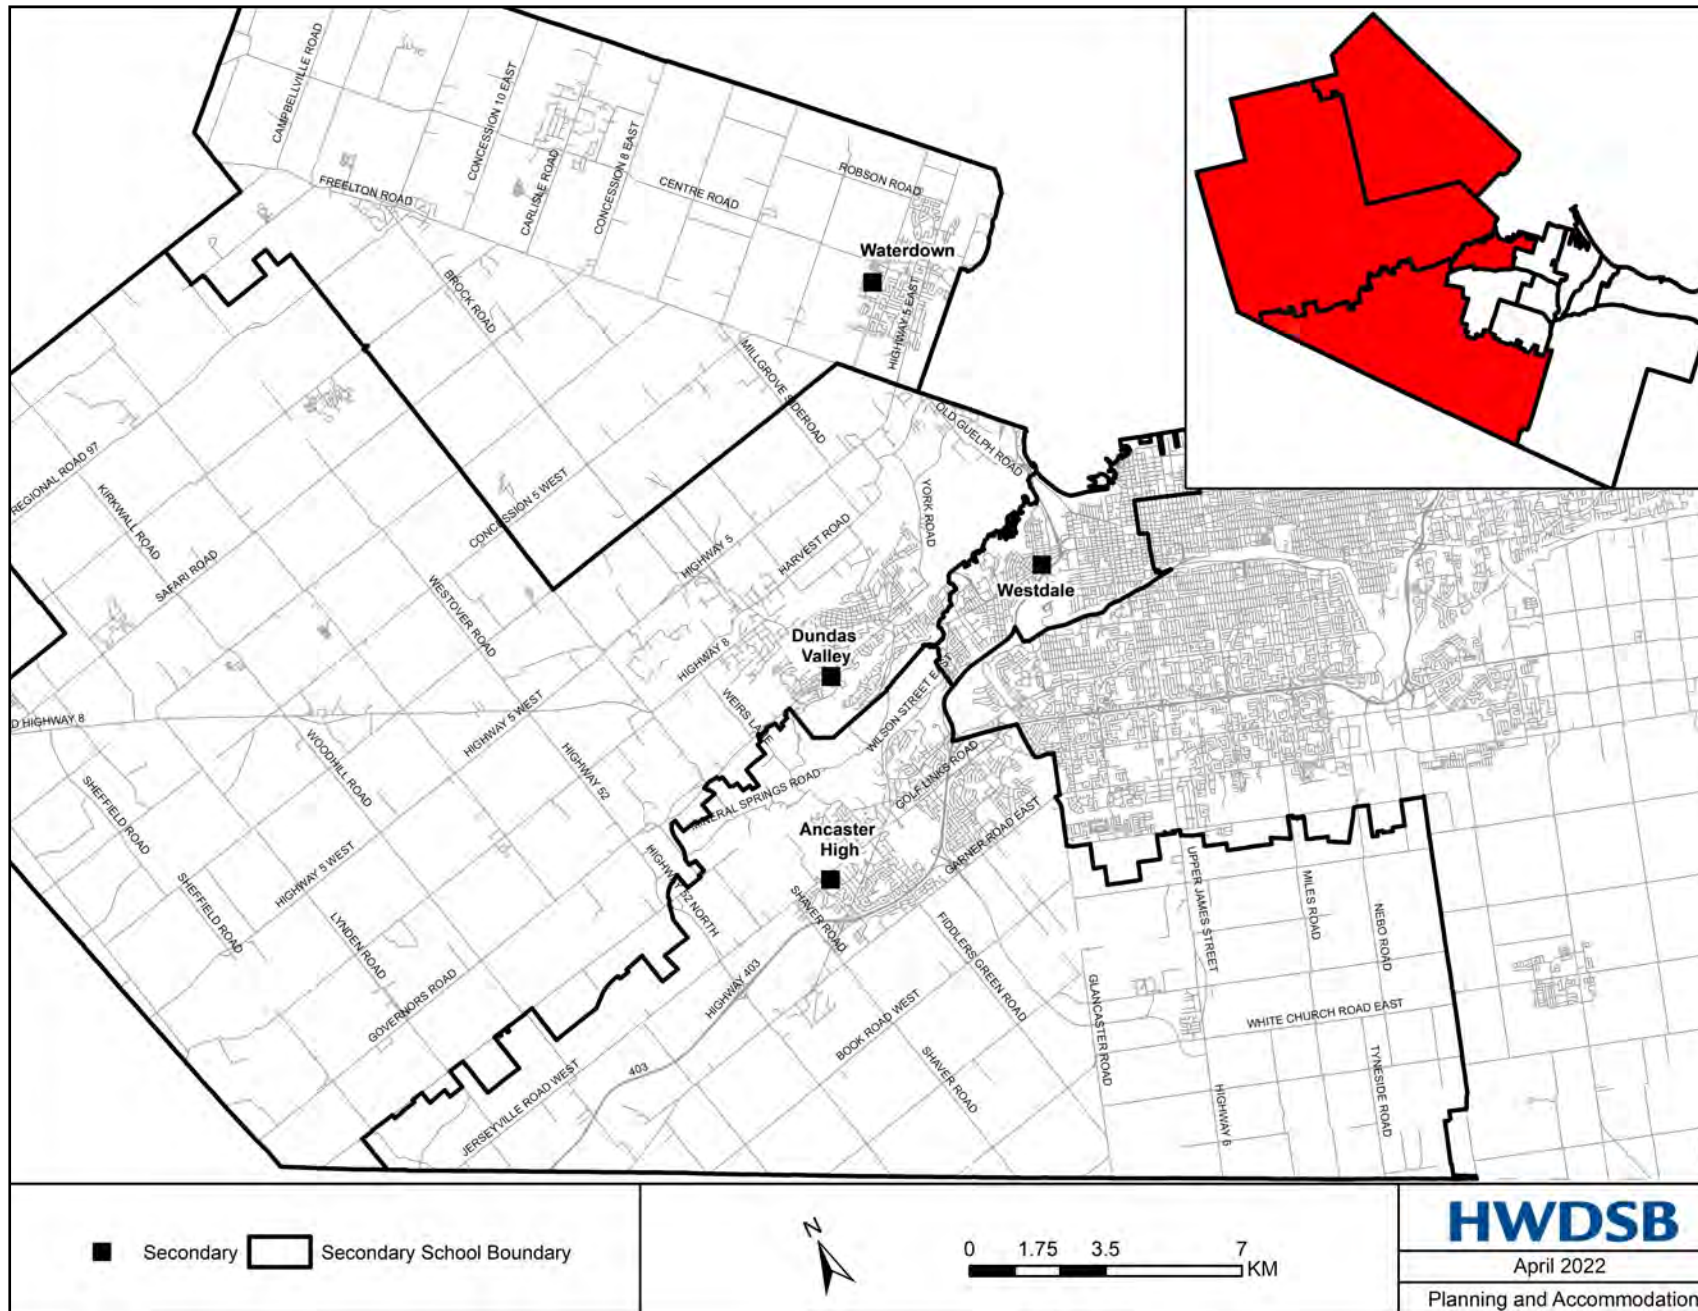 CAMPBELLVILLE ROAD
CONCESSION 10 EAST
CARLISLE ROAD
CONCESSION 8 EAST
FREELTON ROAD
CENTRE ROAD
ROBSON ROAD
Waterdown
BROCK ROAD
HIGHWAY 5 EAST
MILLGROVE SIDEROAD
OLD GUELPH ROAD
REGIONAL ROAD 97
KIRKWALL ROAD
SAFARI ROAD
CONCESSION 5 WEST
WESTOVER ROAD
HIGHWAY 5
HARVEST ROAD
YORK ROAD
Westdale
Dundas
Valley
HIGHWAY 8
WEIRS LANE
WILSON STREET E
HIGHWAY 8
HIGHWAY 5 WEST
WOODHILL ROAD
HIGHWAY 52
MINERAL SPRINGS ROAD
GOLF LINKS ROAD
SHEFFIELD ROAD
HIGHWAY 5 WEST
SHEFFIELD ROAD
LYNDEN ROAD
HIGHWAY 52 NORTH
Ancaster
High
GARNER ROAD EAST
SHAVER ROAD
FIDDLERS GREEN ROAD
UPPER JAMES STREET
MILES ROAD
NEBO ROAD
GOVERNORS ROAD
HIGHWAY 403
BOOK ROAD WEST
GLANCASTER ROAD
WHITE CHURCH ROAD EAST
JERSEYVILLE ROAD WEST
403
SHAVER ROAD
HIGHWAY 6
TYNESIDE ROAD
Secondary
Secondary School Boundary
N
0 1.75 3.5 7
KM
HWDSB
April 2022
Planning and Accommodation